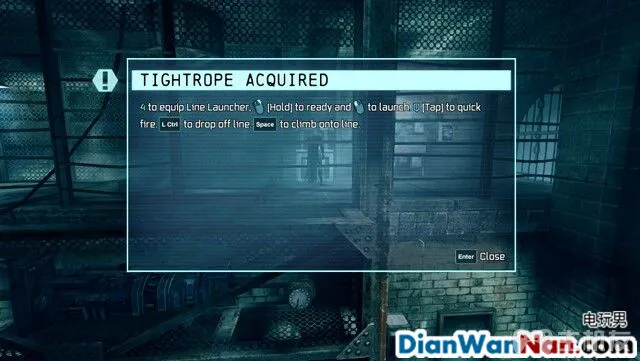 TIGHTROPE ACQUIRED
4 to equip Line Launcher, [Hold] to ready and to launch. [Tap] to quick
fire. L Ctrl to drop off line. Space to climb onto line.
Enter Close
电玩男
DianWanNan.com